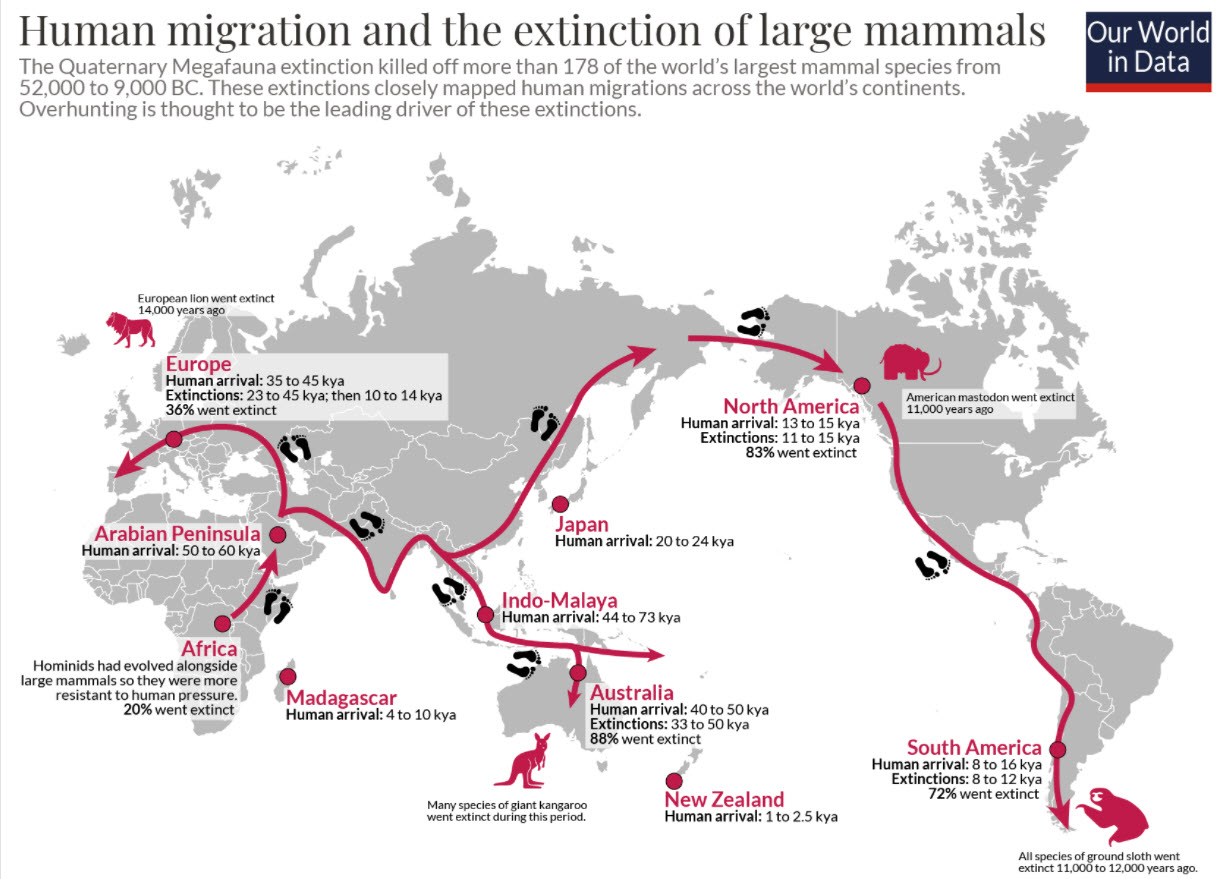 Human migration and the extinction of large mammals
Our World
in Data
The Quaternary Megafauna extinction killed off more than 178 of the world's largest mammal species from
52,000 to 9,000 BC. These extinctions closely mapped human migrations across the world's continents.
Overhunting is thought to be the leading driver of these extinctions.
European lion went extinct
14,000 years ago
Europe
Human arrival: 35 to 45 kya
Extinctions: 23 to 45 kya; then 10 to 14 kya
36% went extinct
American mastodon went extinct
11,000 years ago
North America
Human arrival: 13 to 15 kya
Extinctions: 11 to 15 kya
83% went extinct
Arabian Peninsula
Human arrival: 50 to 60 kya
Japan
Human arrival: 20 to 24 kya
Indo-Malaya
Human arrival: 44 to 73 kya
Africa
Hominids had evolved alongside
large mammals so they were more
resistant to human pressure.
20% went extinct
Madagascar
Human arrival: 4 to 10 kya
Australia
Human arrival: 40 to 50 kya
Extinctions: 33 to 50 kya
88% went extinct
South America
Human arrival: 8 to 16 kya
Extinctions: 8 to 12 kya
72% went extinct
Many species of giant kangaroo
went extinct during this period.
New Zealand
Human arrival: 1 to 2.5 kya
All species of ground sloth went
extinct 11,000 to 12,000 years ago.